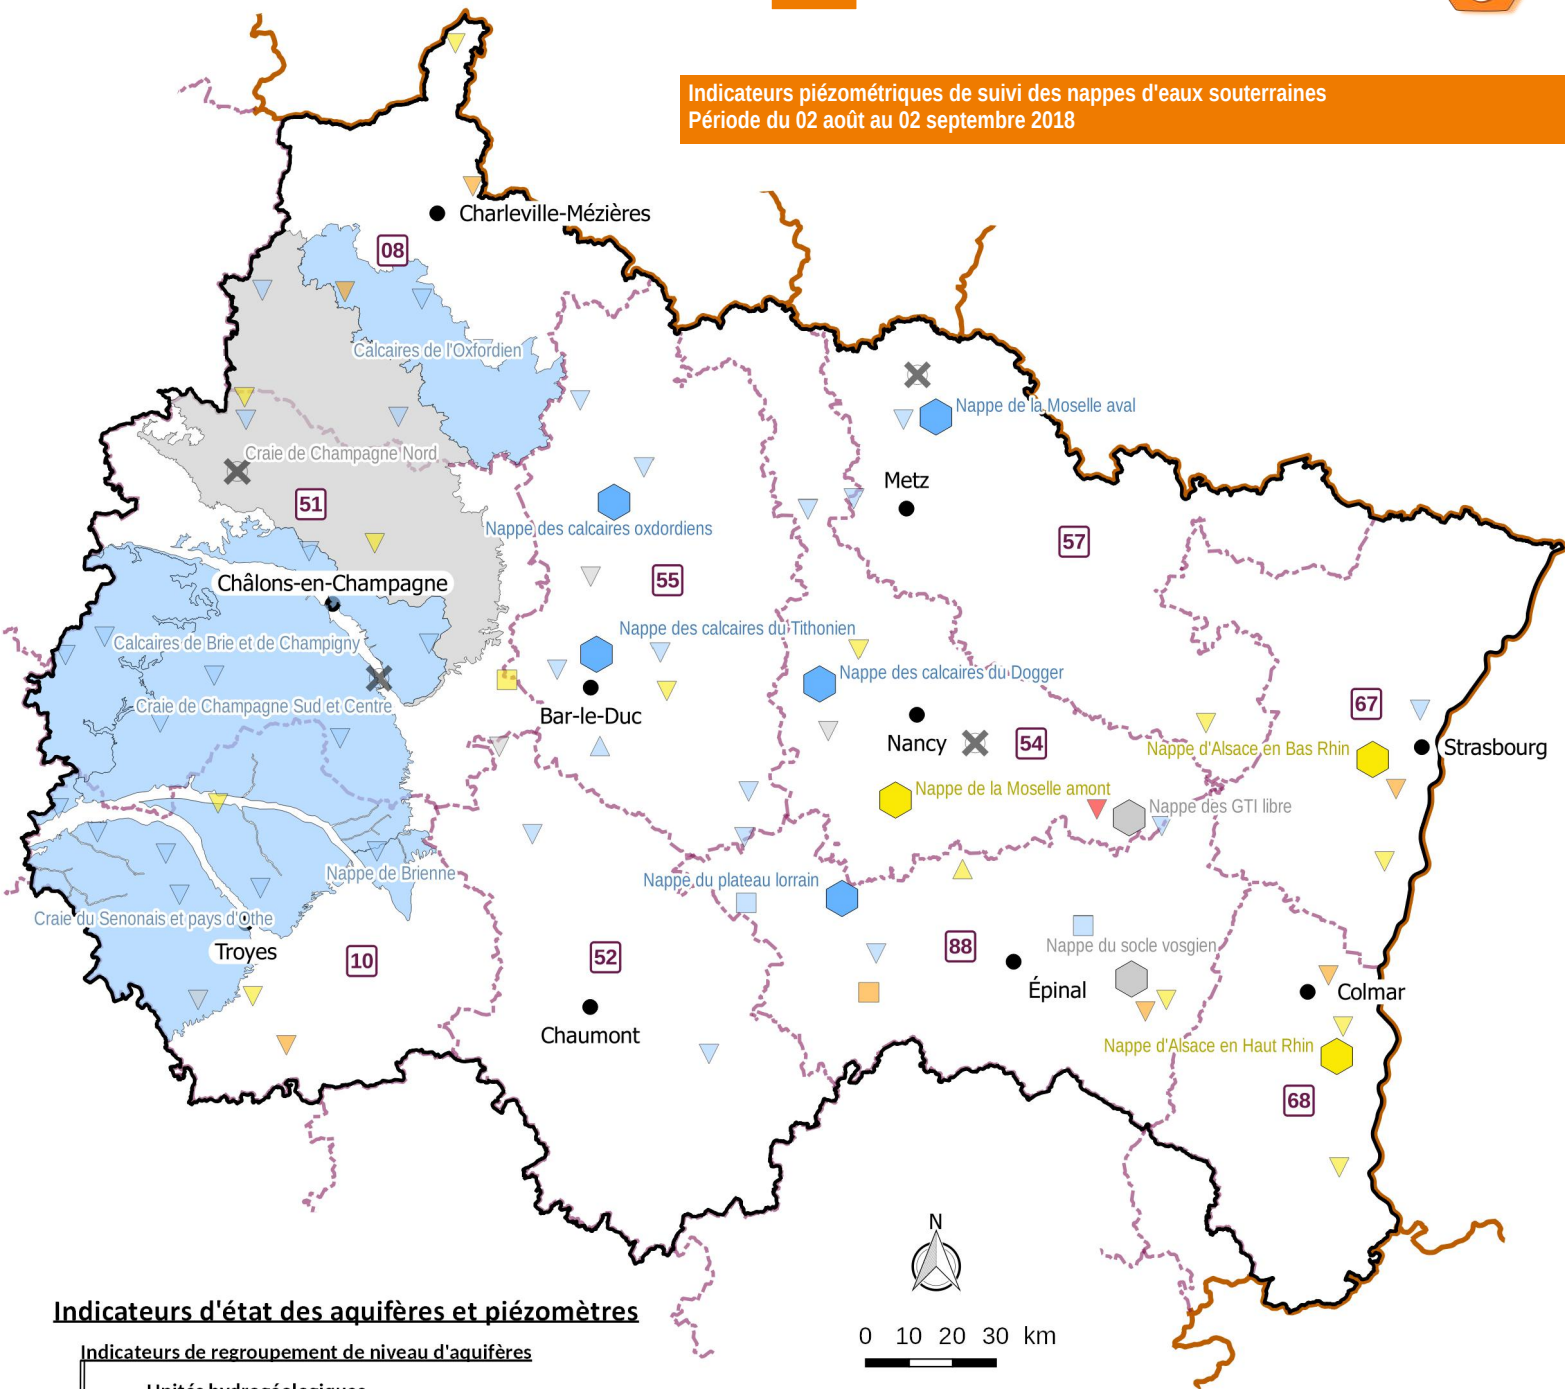 Indicateurs piézométriques de suivi des nappes d'eaux souterraines
Période du 02 août au 02 septembre 2018
Charleville-Mézières
08
Calcaires de l'Oxfordien
Nappe de la Moselle aval
Craie de Champagne Nord
Metz
51
Nappe des calcaires oxdordiens
57
55
Châlons-en-Champagne
Nappe des calcaires du Tithonien
Calcaires de Brie et de Champigny
Nappe des calcaires du Dogger
Craie de Champagne Sud et Centre
67
Bar-le-Duc
Nancy
54
Nappe d'Alsace en Bas Rhin
Strasbourg
Nappe de la Moselle amont
Nappe des GTI libre
Nappe de Brienne
Nappe du plateau lorrain
Craie du Senonais et pays d'Othe
Troyes
10
52
88
Nappe du socle vosgien
Épinal
Colmar
Chaumont
Nappe d'Alsace en Haut Rhin
68
N
Indicateurs d'état des aquifères et piézomètres
0 10 20 30 km
Indicateurs de regroupement de niveau d'aquifères
Unités hydrogéologiques